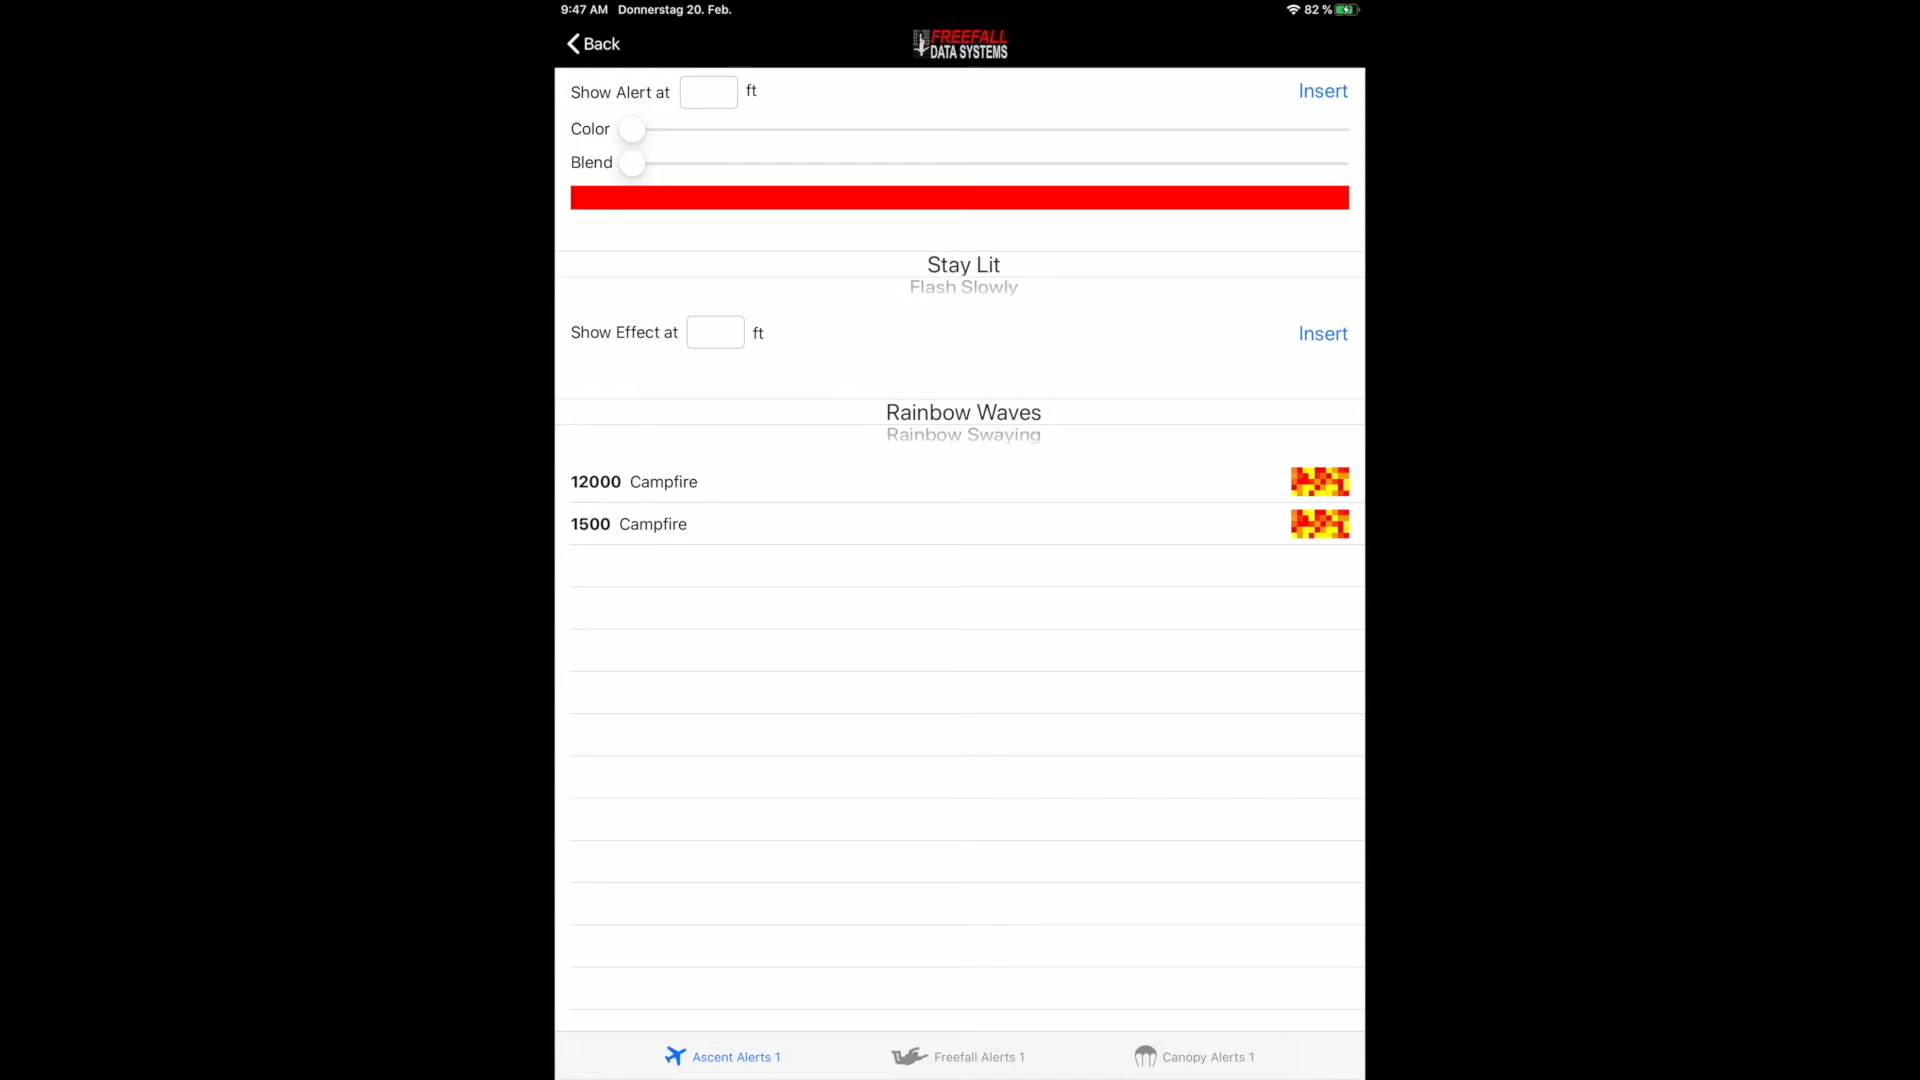 9:47 AM Donnerstag 20. Feb. 82 %
Back
FREEFALL
DATA SYSTEMS
Show Alert at ft Insert
Color
Blend
Stay Lit
Flash Slowly
Show Effect at ft Insert
Rainbow Waves
Rainbow Swaying
12000 Campfire
1500 Campfire
Ascent Alerts 1 Freefall Alerts 1 Canopy Alerts 1